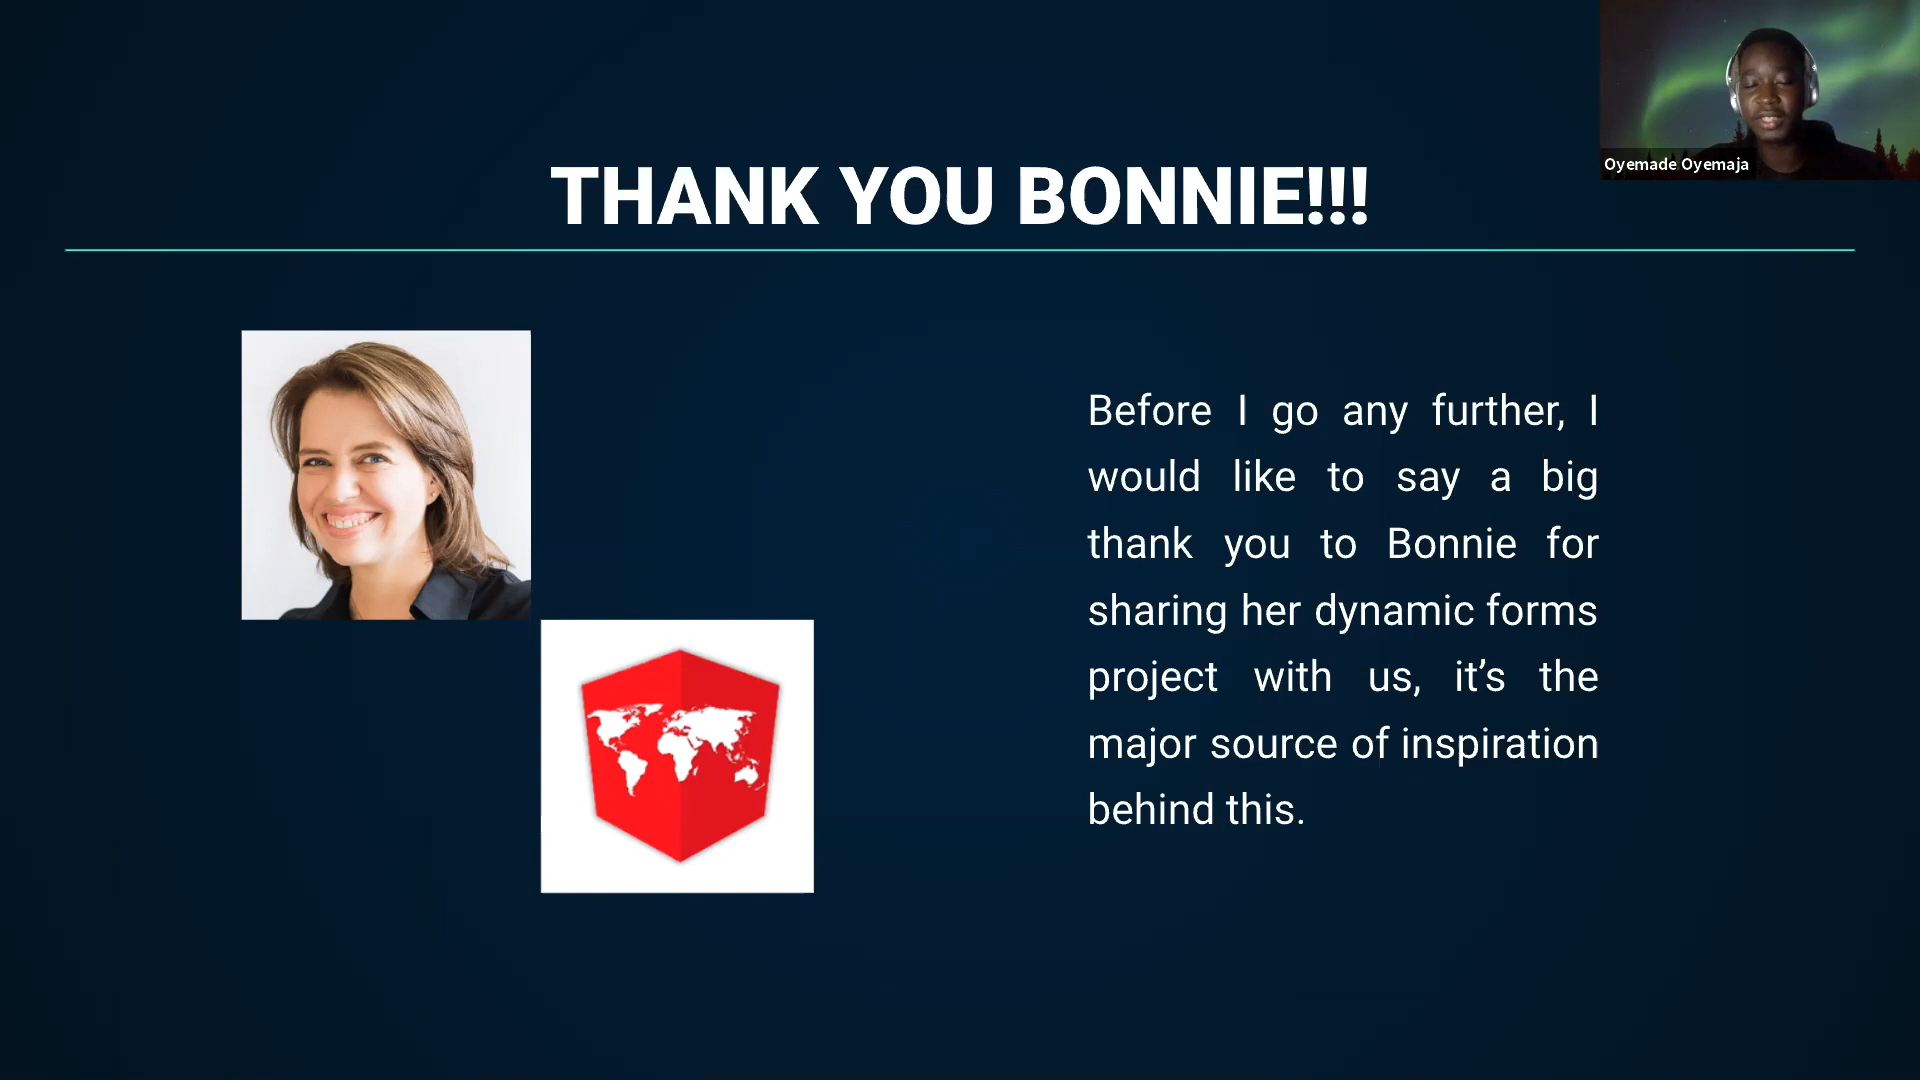 THANK YOU BONNIE!!!
Oyemade Oyemaja
Before I go any further, I
would like to say a big
thank you to Bonnie for
sharing her dynamic forms
project with us, it’s the
major source of inspiration
behind this.